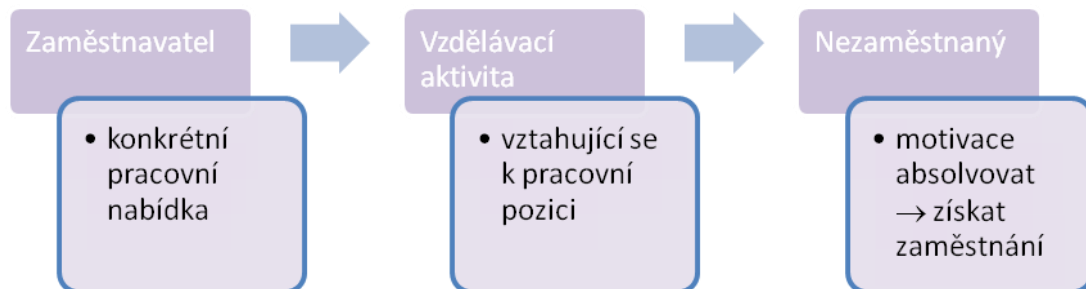 Zaměstnavatel
• konkrétní
pracovní
nabídka
Vzdělávací
aktivita
• vztahující se
k pracovní
pozici
Nezaměstnaný
• motivace
absolvovat
→ získat
zaměstnání